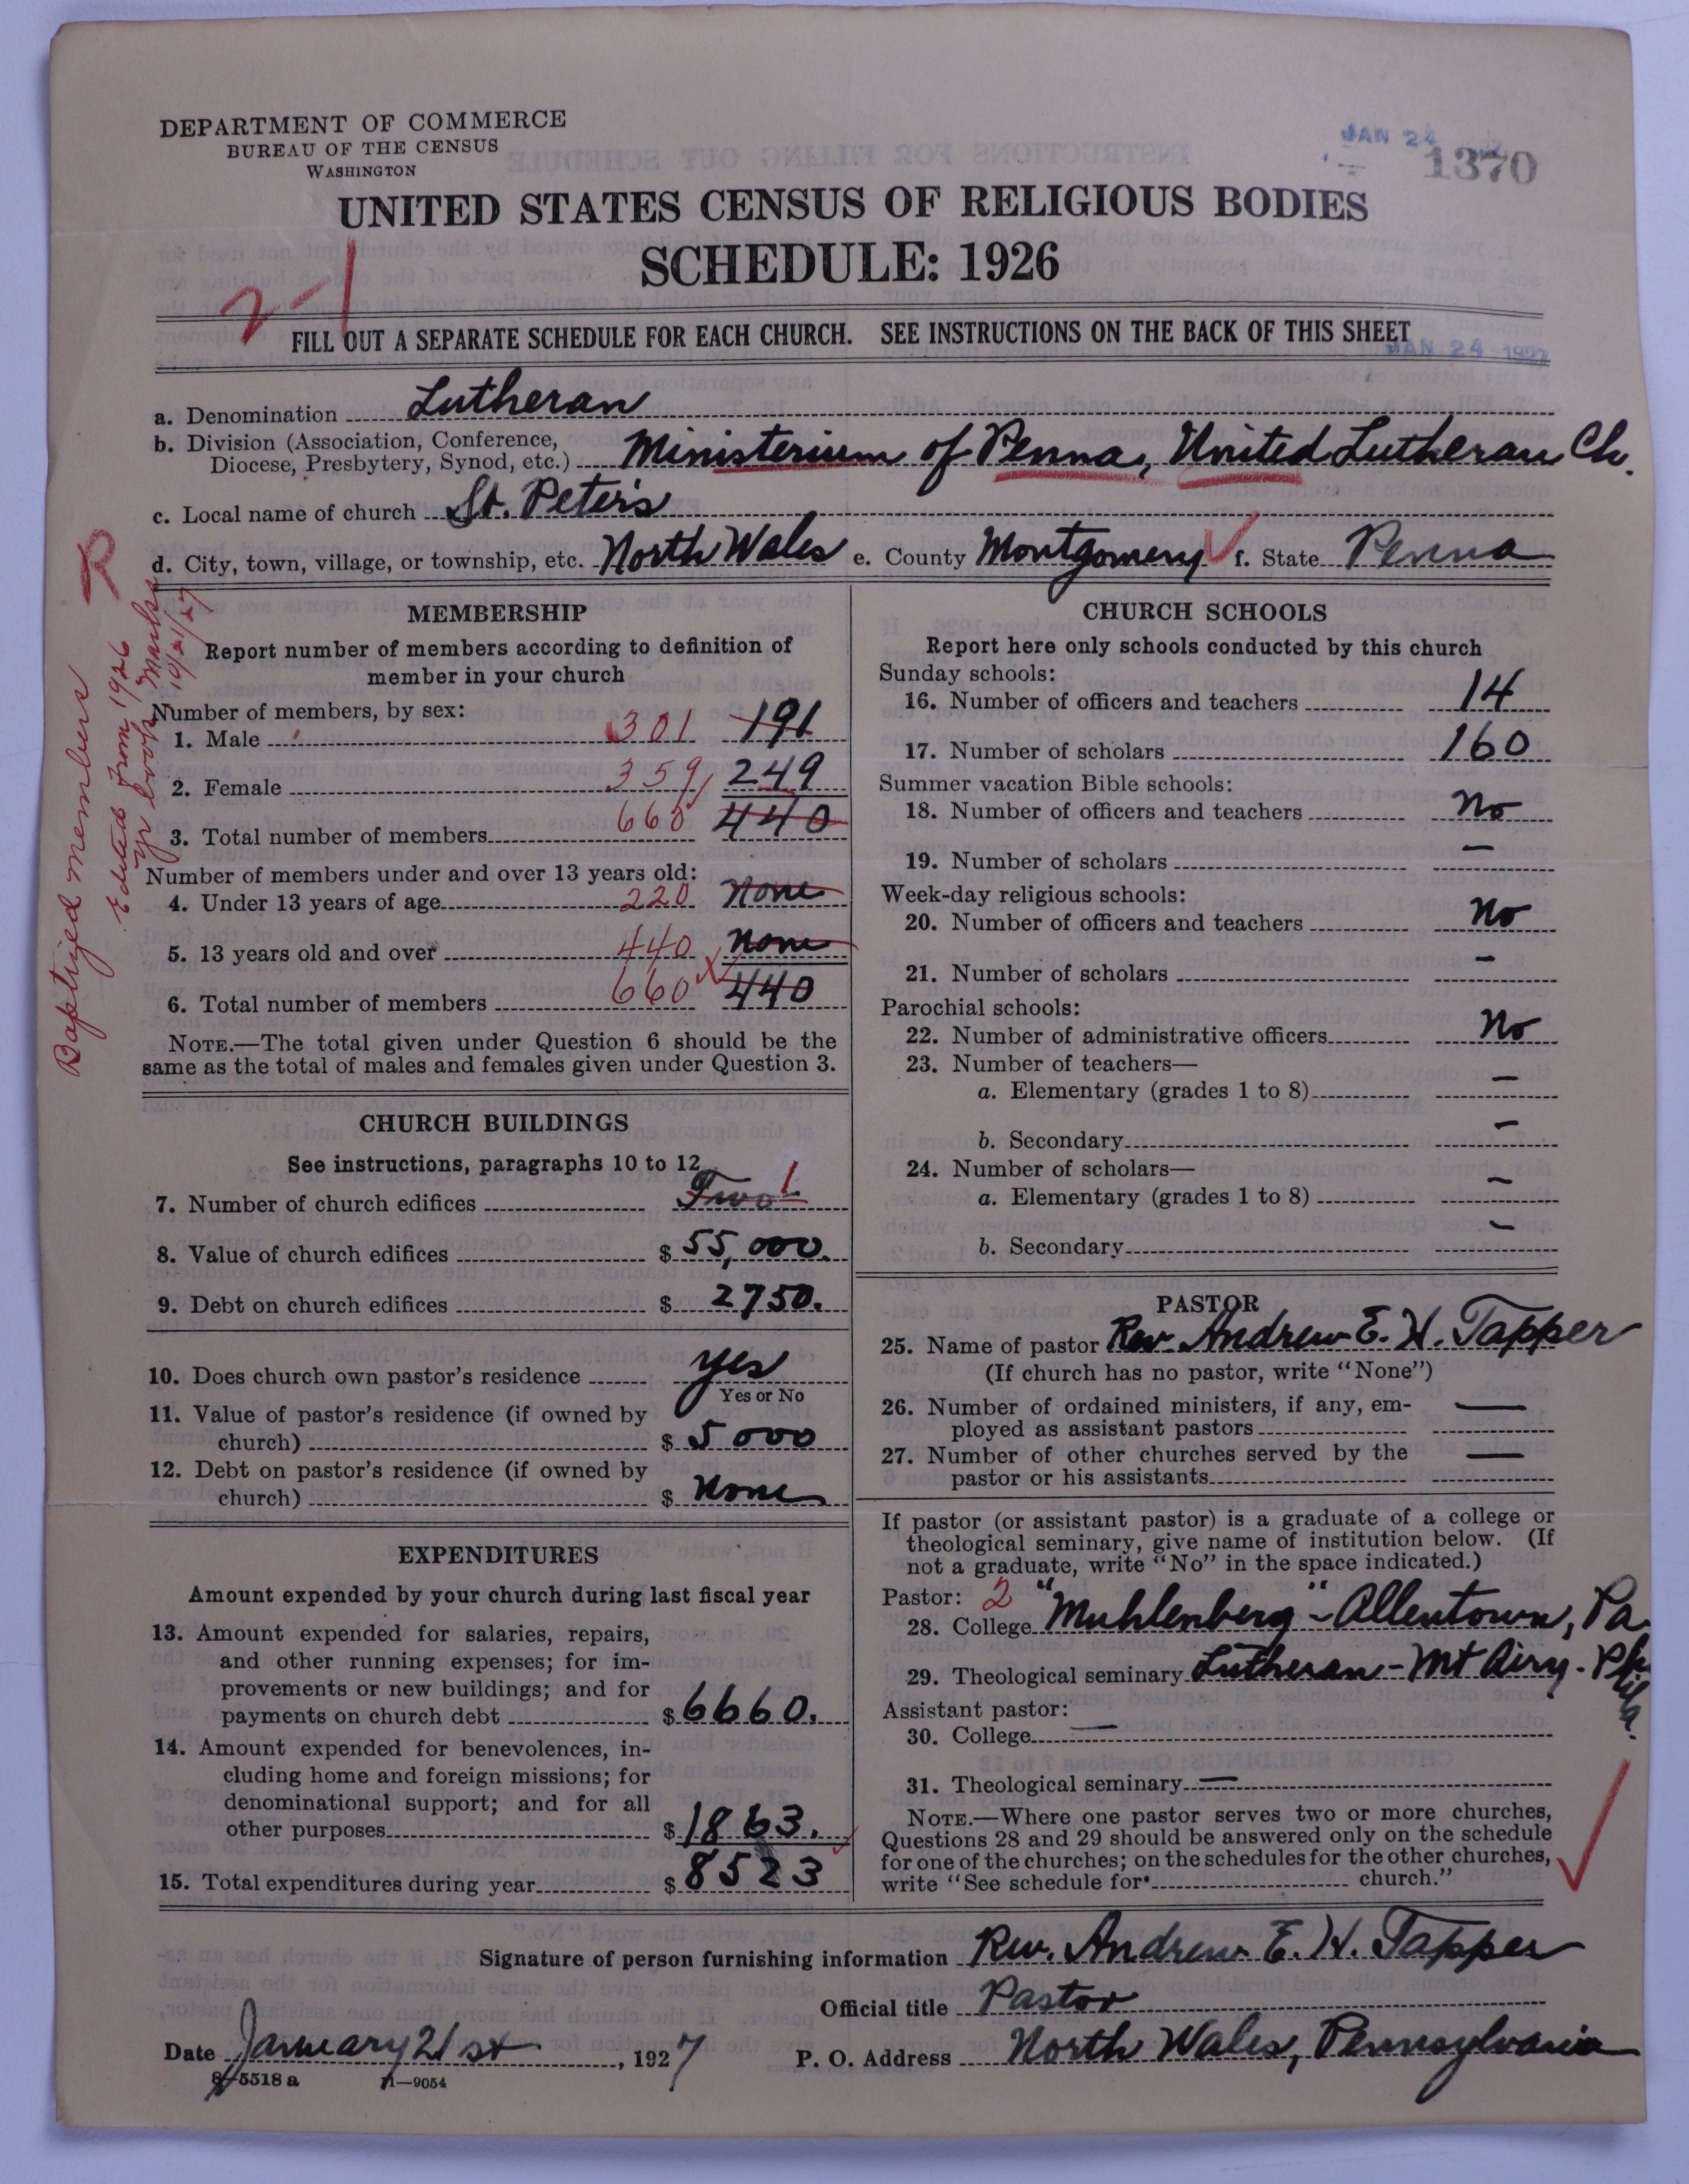 DEPARTMENT OF COMMERCE
BUREAU OF THE CENSUS
WASHINGTON
JAN 24
1370
UNITED STATES CENSUS OF RELIGIOUS BODIES
SCHEDULE: 1926
FILL OUT A SEPARATE SCHEDULE FOR EACH CHURCH. SEE INSTRUCTIONS ON THE BACK OF THIS SHEET
JAN 24 1927
a. Denomination Lutheran
b. Division (Association, Conference,
Diocese, Presbytery, Synod, etc.) Ministerium of Penna, United Lutheran Ch.
c. Local name of church St. Peter's
d. City, town, village, or township, etc. North Wales e. County Montgomery f. State Penna
Baptized members
Edited from 1926
yr book, Marks
10/21/27
MEMBERSHIP
Report number of members according to definition of
member in your church
Number of members, by sex:
1. Male 301 191
2. Female 359 249
3. Total number of members 660 440
Number of members under and over 13 years old:
4. Under 13 years of age 220 None
5. 13 years old and over 440 None
6. Total number of members 660 440
NOTE.—The total given under Question 6 should be the
same as the total of males and females given under Question 3.
CHURCH BUILDINGS
See instructions, paragraphs 10 to 12
7. Number of church edifices Two 1
8. Value of church edifices $ 55,000.
9. Debt on church edifices $ 2750.
10. Does church own pastor's residence yes
Yes or No
11. Value of pastor's residence (if owned by
church) $ 5000
12. Debt on pastor's residence (if owned by
church) $ None
EXPENDITURES
Amount expended by your church during last fiscal year
13. Amount expended for salaries, repairs,
and other running expenses; for im-
provements or new buildings; and for
payments on church debt $ 6660.
14. Amount expended for benevolences, in-
cluding home and foreign missions; for
denominational support; and for all
other purposes $ 1863.
15. Total expenditures during year $ 8523
CHURCH SCHOOLS
Report here only schools conducted by this church
Sunday schools:
16. Number of officers and teachers 14
17. Number of scholars 160
Summer vacation Bible schools:
18. Number of officers and teachers No
19. Number of scholars —
Week-day religious schools:
20. Number of officers and teachers No
21. Number of scholars —
Parochial schools:
22. Number of administrative officers No
23. Number of teachers—
a. Elementary (grades 1 to 8) —
b. Secondary —
24. Number of scholars—
a. Elementary (grades 1 to 8) —
b. Secondary —
PASTOR
25. Name of pastor Rev. Andrew E. H. Tapper
(If church has no pastor, write "None")
26. Number of ordained ministers, if any, em-
ployed as assistant pastors —
27. Number of other churches served by the
pastor or his assistants —
If pastor (or assistant pastor) is a graduate of a college or
theological seminary, give name of institution below. (If
not a graduate, write "No" in the space indicated.)
Pastor: 2
28. College "Muhlenberg" - Allentown, Pa
29. Theological seminary Lutheran - Mt Airy - Phila.
Assistant pastor:
30. College —
31. Theological seminary —
NOTE.—Where one pastor serves two or more churches,
Questions 28 and 29 should be answered only on the schedule
for one of the churches; on the schedules for the other churches,
write "See schedule for church."
Signature of person furnishing information Rev. Andrew E. H. Tapper
Official title Pastor
Date January 21st, 1927 P. O. Address North Wales, Pennsylvania
8-5518 a 11—9054